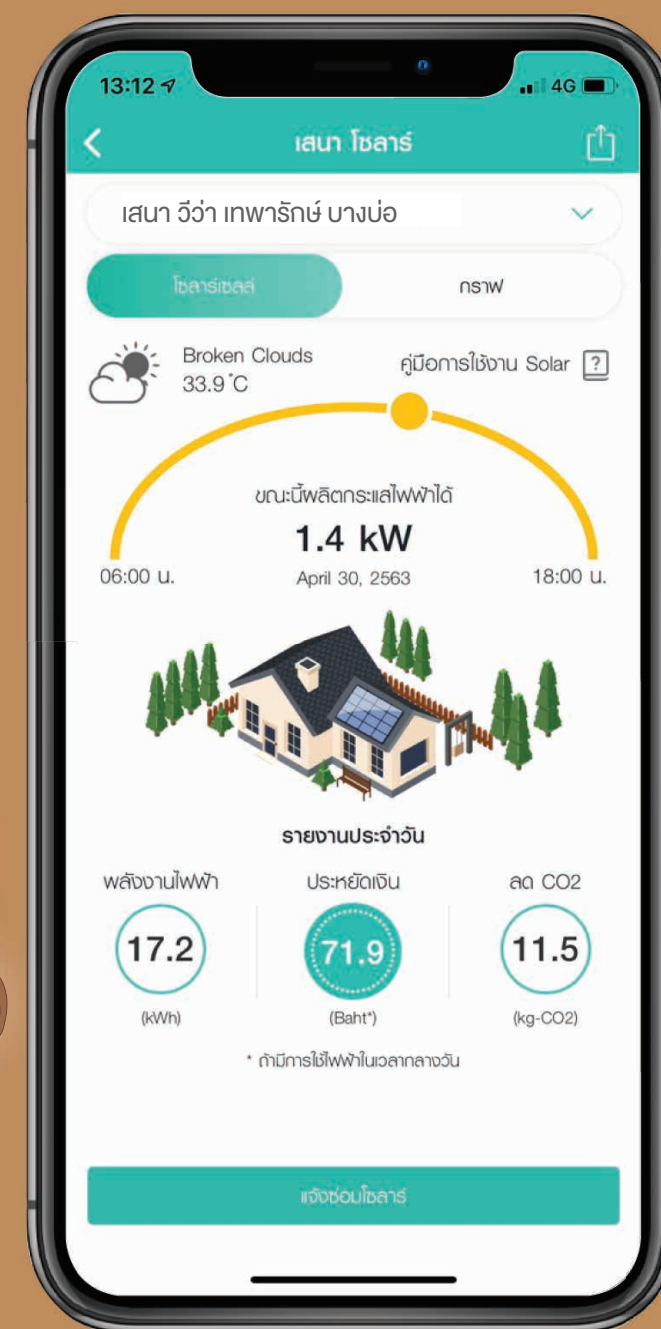 13:12
4G
เสนา โซลาร์
เสนา วีว่า เทพารักษ์ บางบ่อ
โซลาร์เซลล์
กราฟ
Broken Clouds
33.9 ํC
คู่มือการใช้งาน Solar ?
ขณะนี้ผลิตกระแสไฟฟ้าได้
1.4 kW
06:00 น.
April 30, 2563
18:00 น.
รายงานประจำวัน
พลังงานไฟฟ้า
ประหยัดเงิน
ลด CO2
17.2
71.9
11.5
(kWh)
(Baht*)
(kg-CO2)
* ถ้ามีการใช้ไฟฟ้าในเวลากลางวัน
แจ้งซ่อมโซลาร์